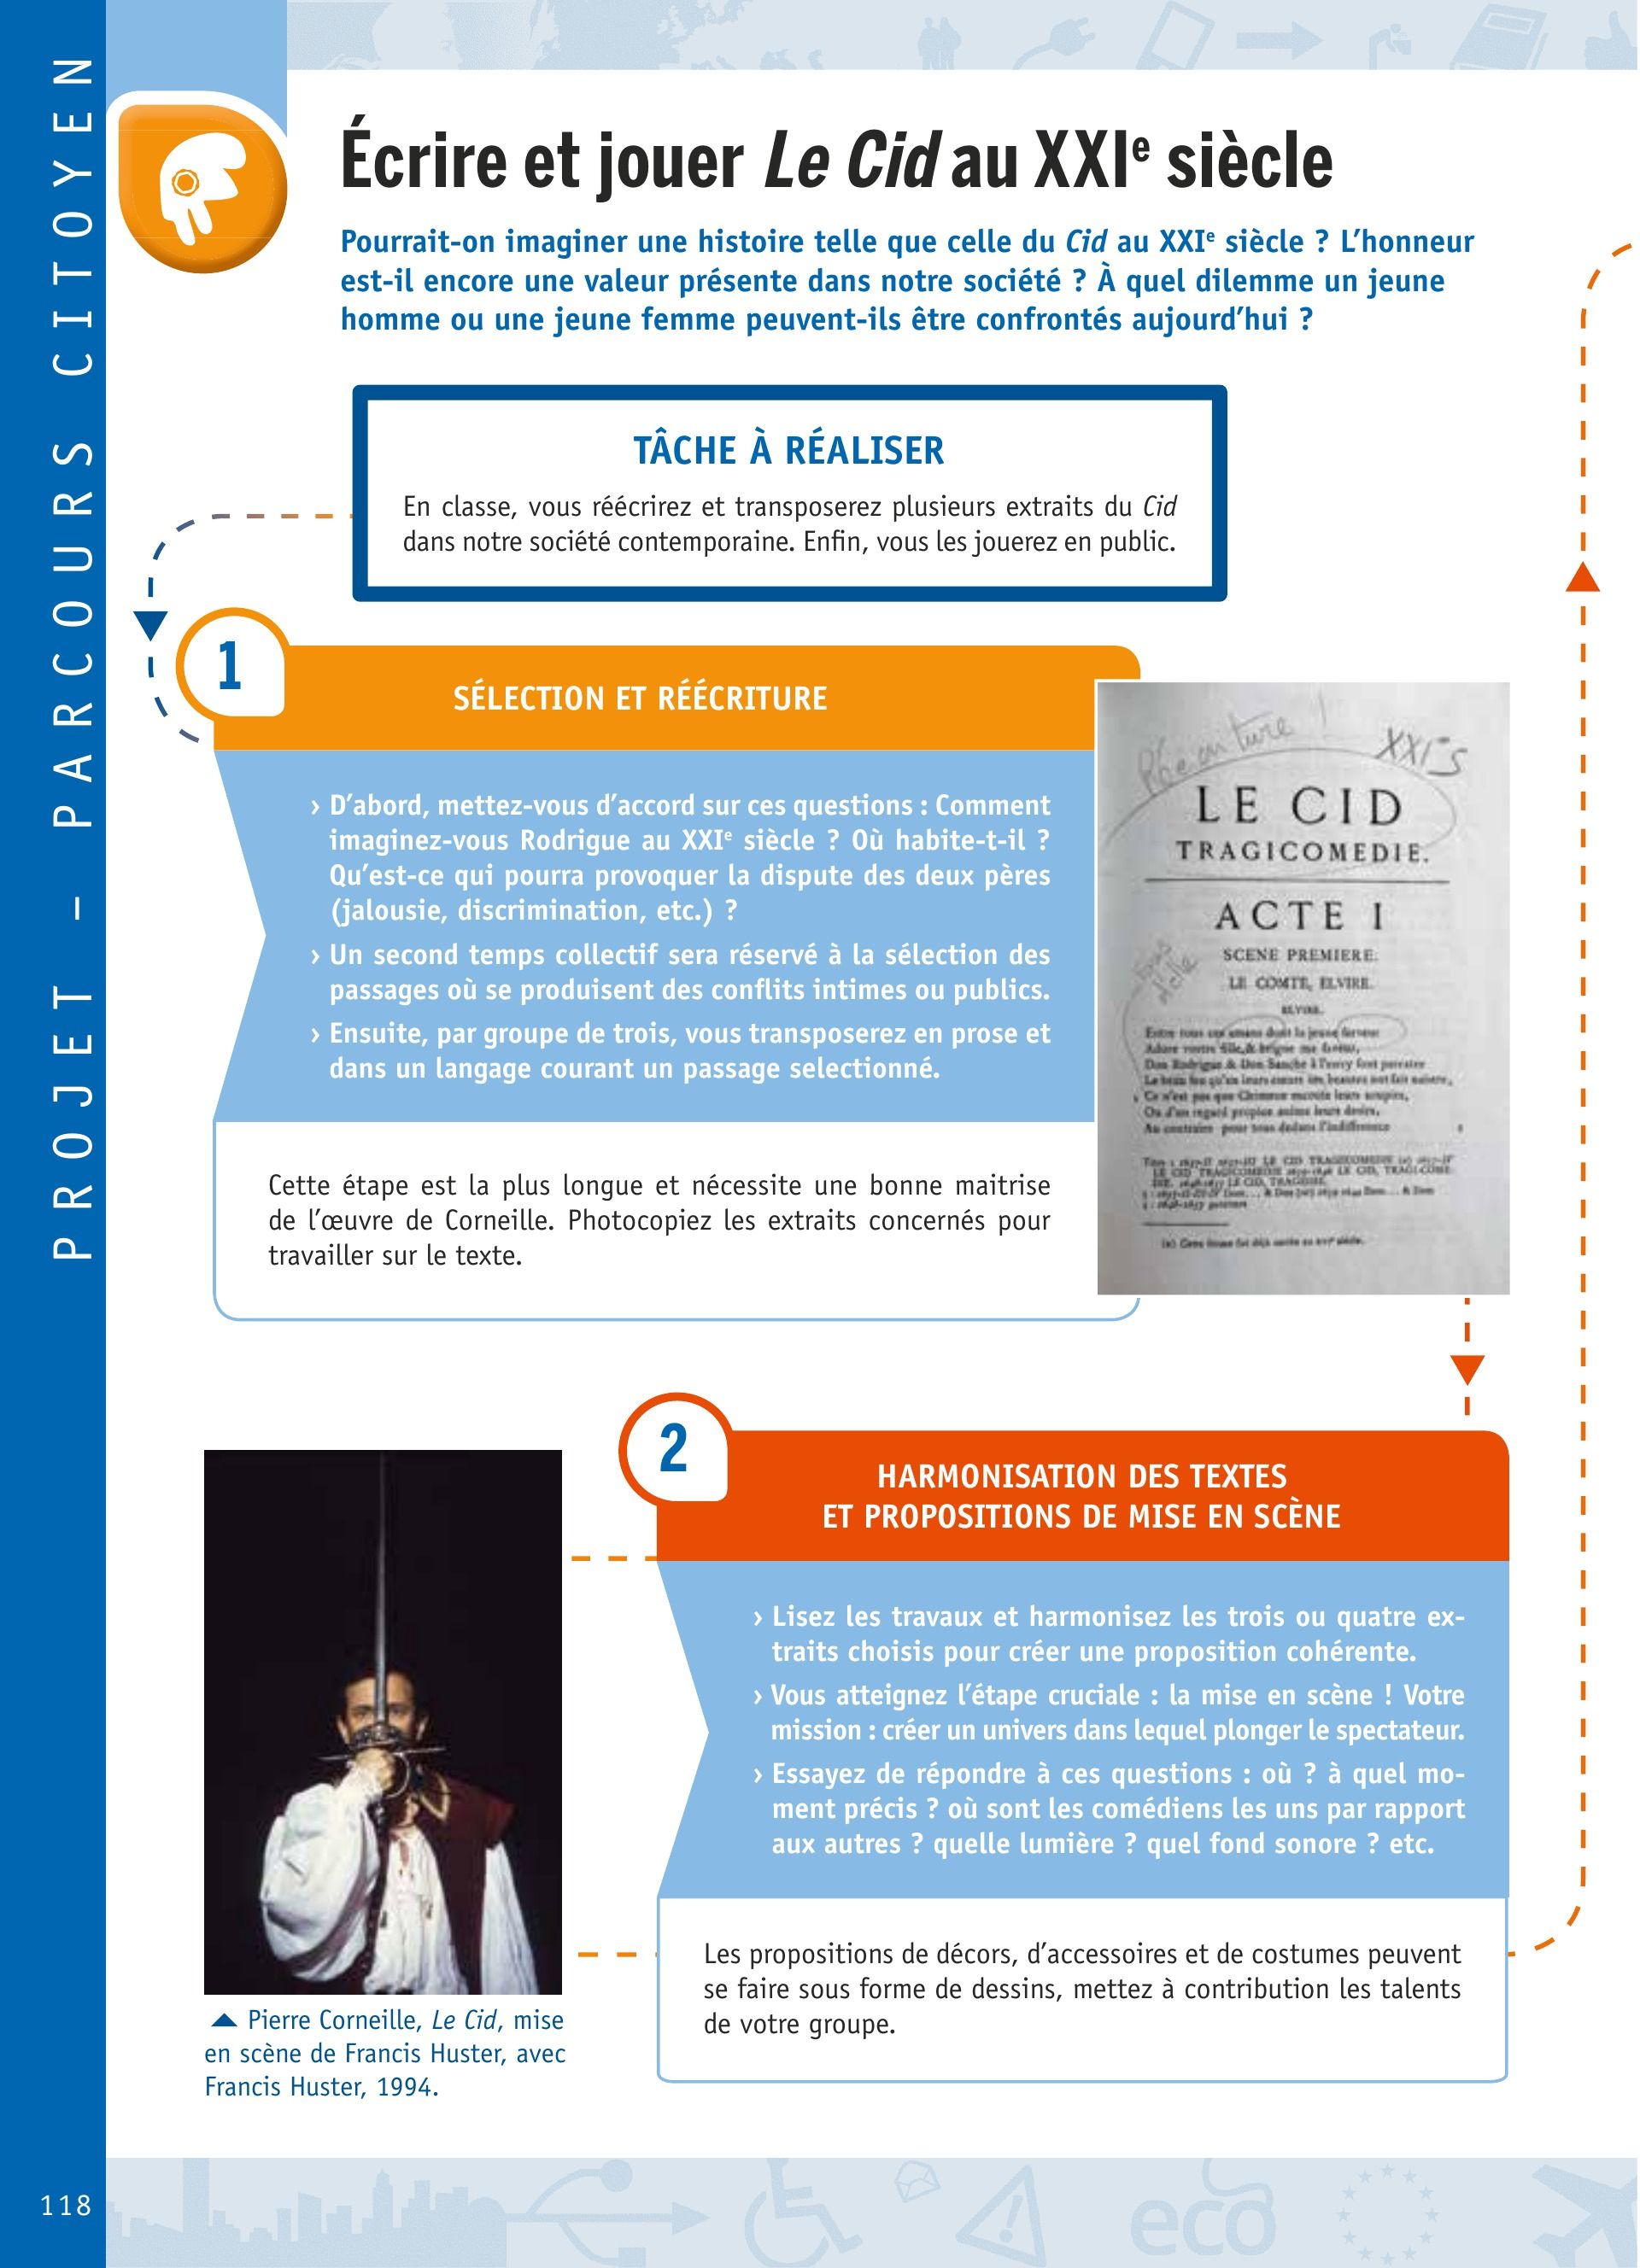 PROJET – PARCOURS CITOYEN
Écrire et jouer Le Cid au XXIe siècle
Pourrait-on imaginer une histoire telle que celle du Cid au XXIe siècle ? L’honneur
est-il encore une valeur présente dans notre société ? À quel dilemme un jeune
homme ou une jeune femme peuvent-ils être confrontés aujourd’hui ?
TÂCHE À RÉALISER
En classe, vous réécrirez et transposerez plusieurs extraits du Cid
dans notre société contemporaine. Enfin, vous les jouerez en public.
1
SÉLECTION ET RÉÉCRITURE
› D’abord, mettez-vous d’accord sur ces questions : Comment
imaginez-vous Rodrigue au XXIe siècle ? Où habite-t-il ?
Qu’est-ce qui pourra provoquer la dispute des deux pères
(jalousie, discrimination, etc.) ?
› Un second temps collectif sera réservé à la sélection des
passages où se produisent des conflits intimes ou publics.
› Ensuite, par groupe de trois, vous transposerez en prose et
dans un langage courant un passage selectionné.
Cette étape est la plus longue et nécessite une bonne maitrise
de l’œuvre de Corneille. Photocopiez les extraits concernés pour
travailler sur le texte.
XXIe S
LE CID
TRAGICOMEDIE.
ACTE I
SCENE PREMIERE.
LE COMTE, ELVIRE.
ELVIRE.
2
HARMONISATION DES TEXTES
ET PROPOSITIONS DE MISE EN SCÈNE
› Lisez les travaux et harmonisez les trois ou quatre ex-
traits choisis pour créer une proposition cohérente.
› Vous atteignez l’étape cruciale : la mise en scène ! Votre
mission : créer un univers dans lequel plonger le spectateur.
› Essayez de répondre à ces questions : où ? à quel mo-
ment précis ? où sont les comédiens les uns par rapport
aux autres ? quelle lumière ? quel fond sonore ? etc.
Les propositions de décors, d’accessoires et de costumes peuvent
se faire sous forme de dessins, mettez à contribution les talents
de votre groupe.
Pierre Corneille, Le Cid, mise
en scène de Francis Huster, avec
Francis Huster, 1994.
118
eco